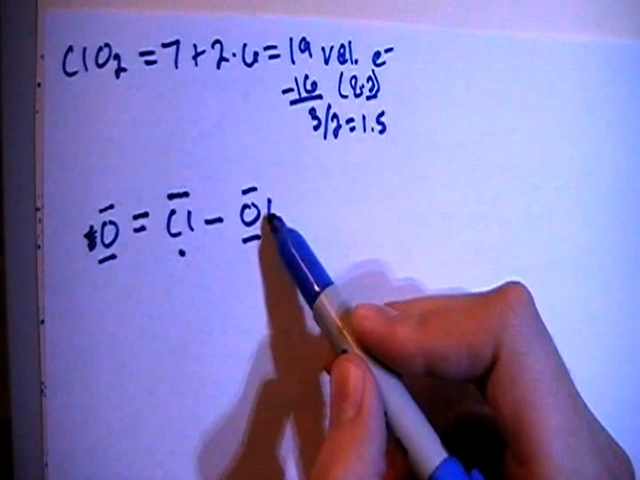 ClO₂ = 7 + 2·6 = 19 val. e⁻
-16 (8·2)
3/2 = 1.5
O = Cl - O